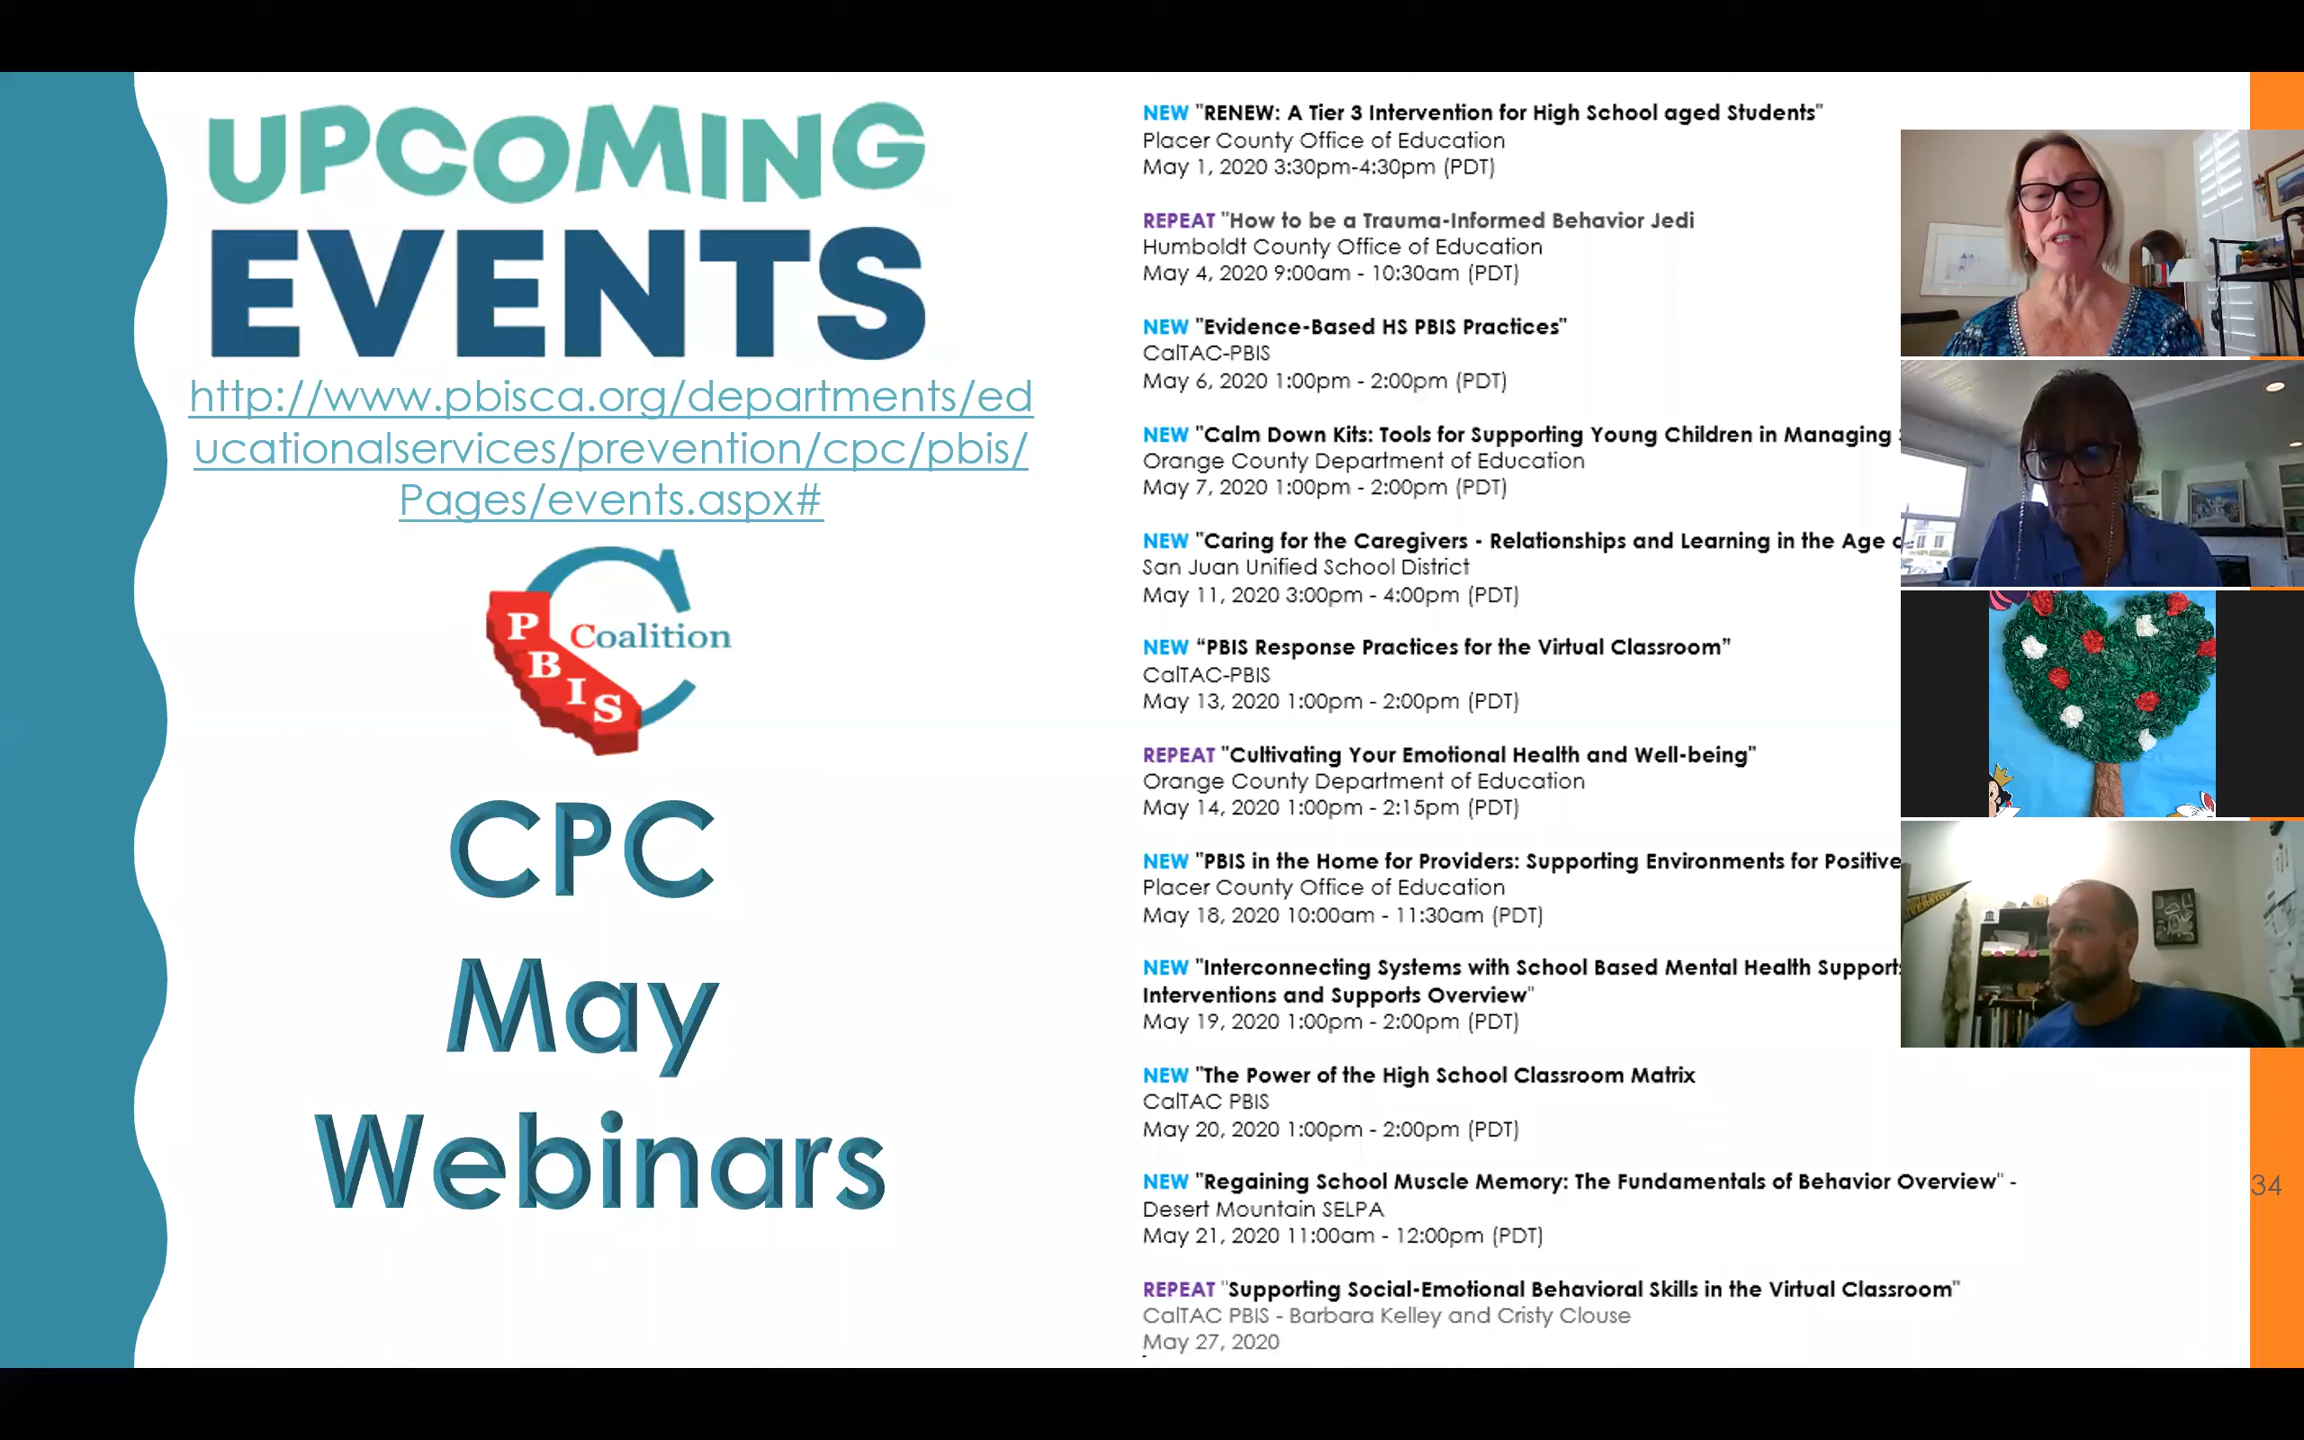 UPCOMING
EVENTS
http://www.pbisca.org/departments/ed
ucationalservices/prevention/cpc/pbis/
Pages/events.aspx#
P
B
I
S
Coalition
CPC
May
Webinars
NEW "RENEW: A Tier 3 Intervention for High School aged Students"
Placer County Office of Education
May 1, 2020 3:30pm-4:30pm (PDT)
REPEAT "How to be a Trauma-Informed Behavior Jedi
Humboldt County Office of Education
May 4, 2020 9:00am - 10:30am (PDT)
NEW "Evidence-Based HS PBIS Practices"
CalTAC-PBIS
May 6, 2020 1:00pm - 2:00pm (PDT)
NEW "Calm Down Kits: Tools for Supporting Young Children in Managing
Orange County Department of Education
May 7, 2020 1:00pm - 2:00pm (PDT)
NEW "Caring for the Caregivers - Relationships and Learning in the Age
San Juan Unified School District
May 11, 2020 3:00pm - 4:00pm (PDT)
NEW “PBIS Response Practices for the Virtual Classroom”
CalTAC-PBIS
May 13, 2020 1:00pm - 2:00pm (PDT)
REPEAT "Cultivating Your Emotional Health and Well-being"
Orange County Department of Education
May 14, 2020 1:00pm - 2:15pm (PDT)
NEW "PBIS in the Home for Providers: Supporting Environments for Positive
Placer County Office of Education
May 18, 2020 10:00am - 11:30am (PDT)
NEW "Interconnecting Systems with School Based Mental Health Support
Interventions and Supports Overview"
May 19, 2020 1:00pm - 2:00pm (PDT)
NEW "The Power of the High School Classroom Matrix
CalTAC PBIS
May 20, 2020 1:00pm - 2:00pm (PDT)
NEW "Regaining School Muscle Memory: The Fundamentals of Behavior Overview" -
Desert Mountain SELPA
May 21, 2020 11:00am - 12:00pm (PDT)
REPEAT "Supporting Social-Emotional Behavioral Skills in the Virtual Classroom"
CalTAC PBIS - Barbara Kelley and Cristy Clouse
May 27, 2020
34